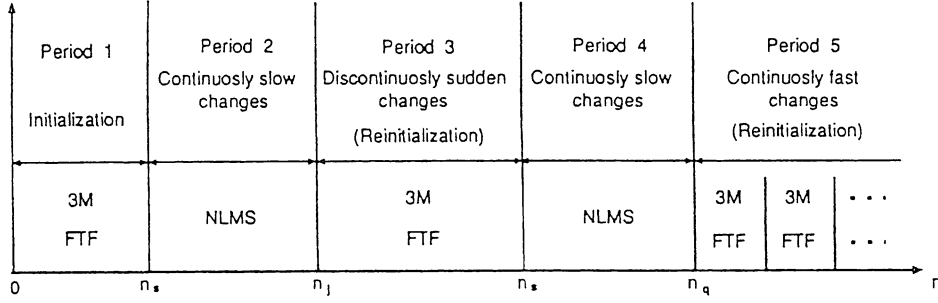 Period 1
Initialization
Period 2
Continuosly slow
changes
Period 3
Discontinuosly sudden
changes
(Reinitialization)
Period 4
Continuosly slow
changes
Period 5
Continuosly fast
changes
(Reinitialization)
3M
FTF
NLMS
3M
FTF
NLMS
3M
FTF
3M
FTF
. . .
. . .
0
n s
n j
n s
n q
n